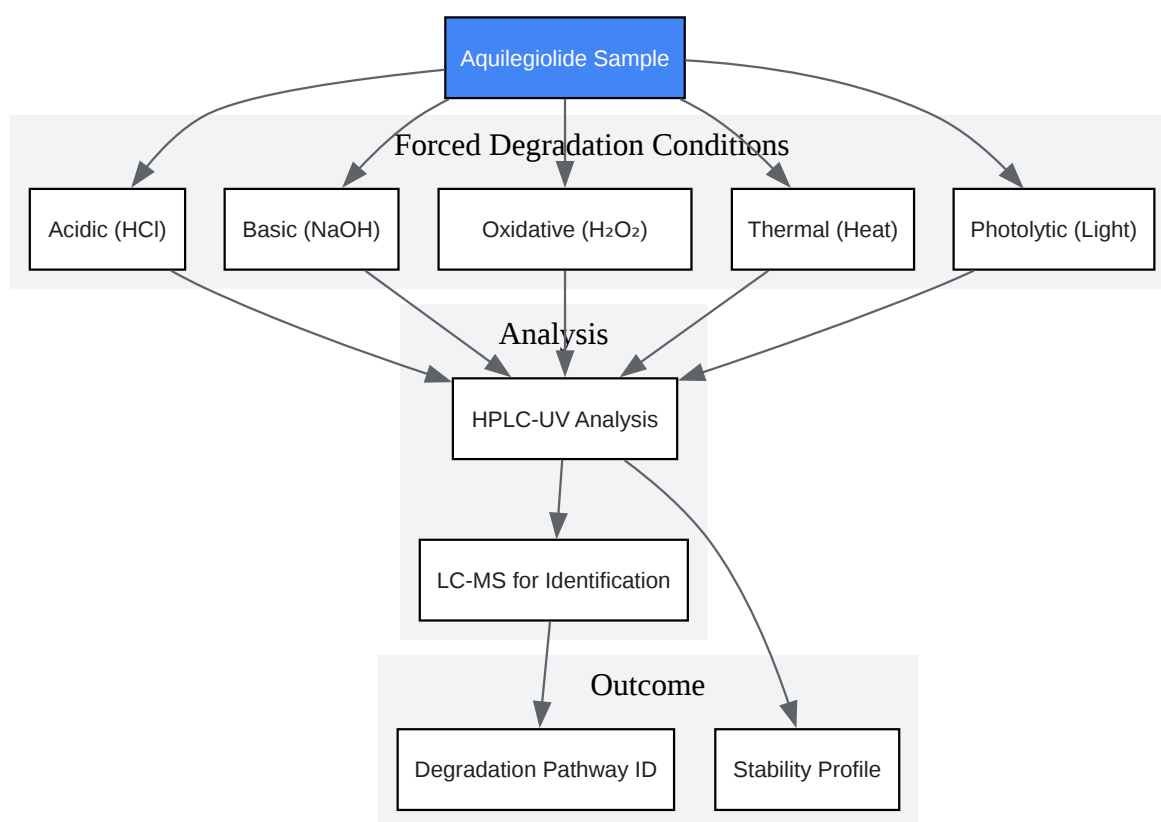 Aquilegiolide Sample
Forced Degradation Conditions
Acidic (HCl)
Basic (NaOH)
Oxidative (H₂O₂)
Thermal (Heat)
Photolytic (Light)
Analysis
HPLC-UV Analysis
LC-MS for Identification
Outcome
Degradation Pathway ID
Stability Profile